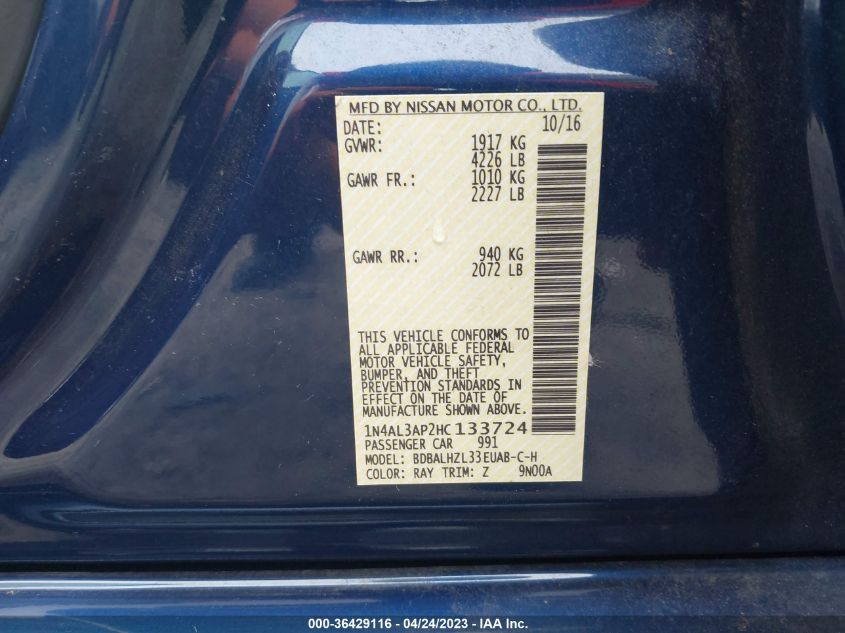 MFD BY NISSAN MOTOR CO., LTD.
DATE: 10/16
GVWR: 1917 KG
4226 LB
GAWR FR.: 1010 KG
2227 LB
GAWR RR.: 940 KG
2072 LB
THIS VEHICLE CONFORMS TO
ALL APPLICABLE FEDERAL
MOTOR VEHICLE SAFETY,
BUMPER, AND THEFT
PREVENTION STANDARDS IN
EFFECT ON THE DATE OF
MANUFACTURE SHOWN ABOVE.
1N4AL3AP2HC133724
PASSENGER CAR 991
MODEL: BDBALHZL33EUAB-C-H
COLOR: RAY TRIM: Z 9N00A
000-36429116 - 04/24/2023 - IAA Inc.